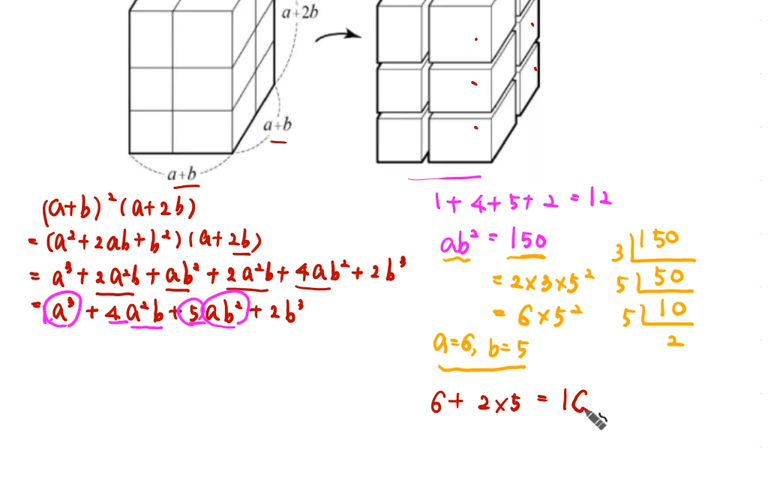 a+2b
a+b
a+b
(a+b)²(a+2b)
= (a²+2ab+b²)(a+2b)
= a³+2a²b+ab²+2a²b+4ab²+2b³
= a³+4a²b+5ab²+2b³
1+4+5+2=12
ab²=150
=2×3×5²
=6×5²
a=6, b=5
3 150
5 50
5 10
2
6+2×5=16